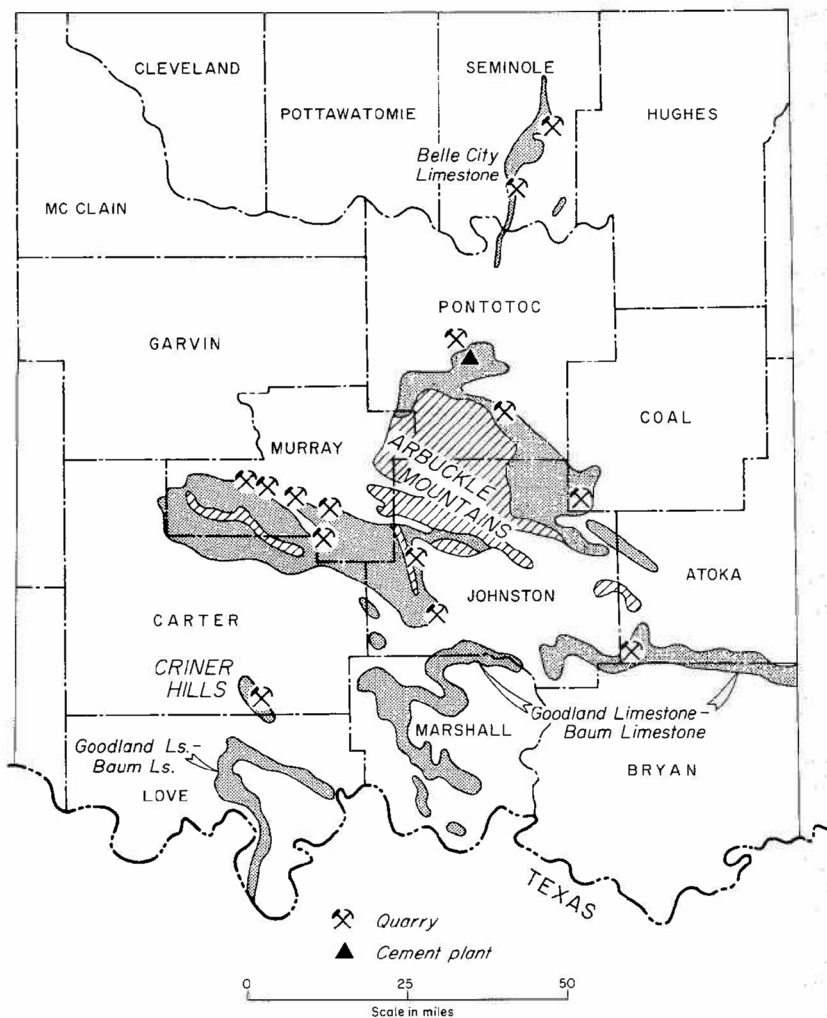 CLEVELAND
SEMINOLE
POTTAWATOMIE
HUGHES
Belle City
Limestone
MC CLAIN
PONTOTOC
GARVIN
COAL
MURRAY
ARBUCKLE
MOUNTAINS
ATOKA
JOHNSTON
CARTER
CRINER
HILLS
Goodland Limestone–
Baum Limestone
MARSHALL
Goodland Ls.–
Baum Ls.
BRYAN
LOVE
TEXAS
Quarry
Cement plant
0 25 50
Scale in miles